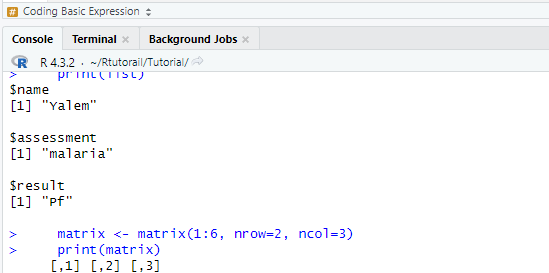 # Coding Basic Expression
Console Terminal Background Jobs
R R 4.3.2 · ~/Rtutorail/Tutorial/
> print(list)
$name
[1] "Yalem"
$assessment
[1] "malaria"
$result
[1] "Pf"
> matrix <- matrix(1:6, nrow=2, ncol=3)
> print(matrix)
[,1] [,2] [,3]